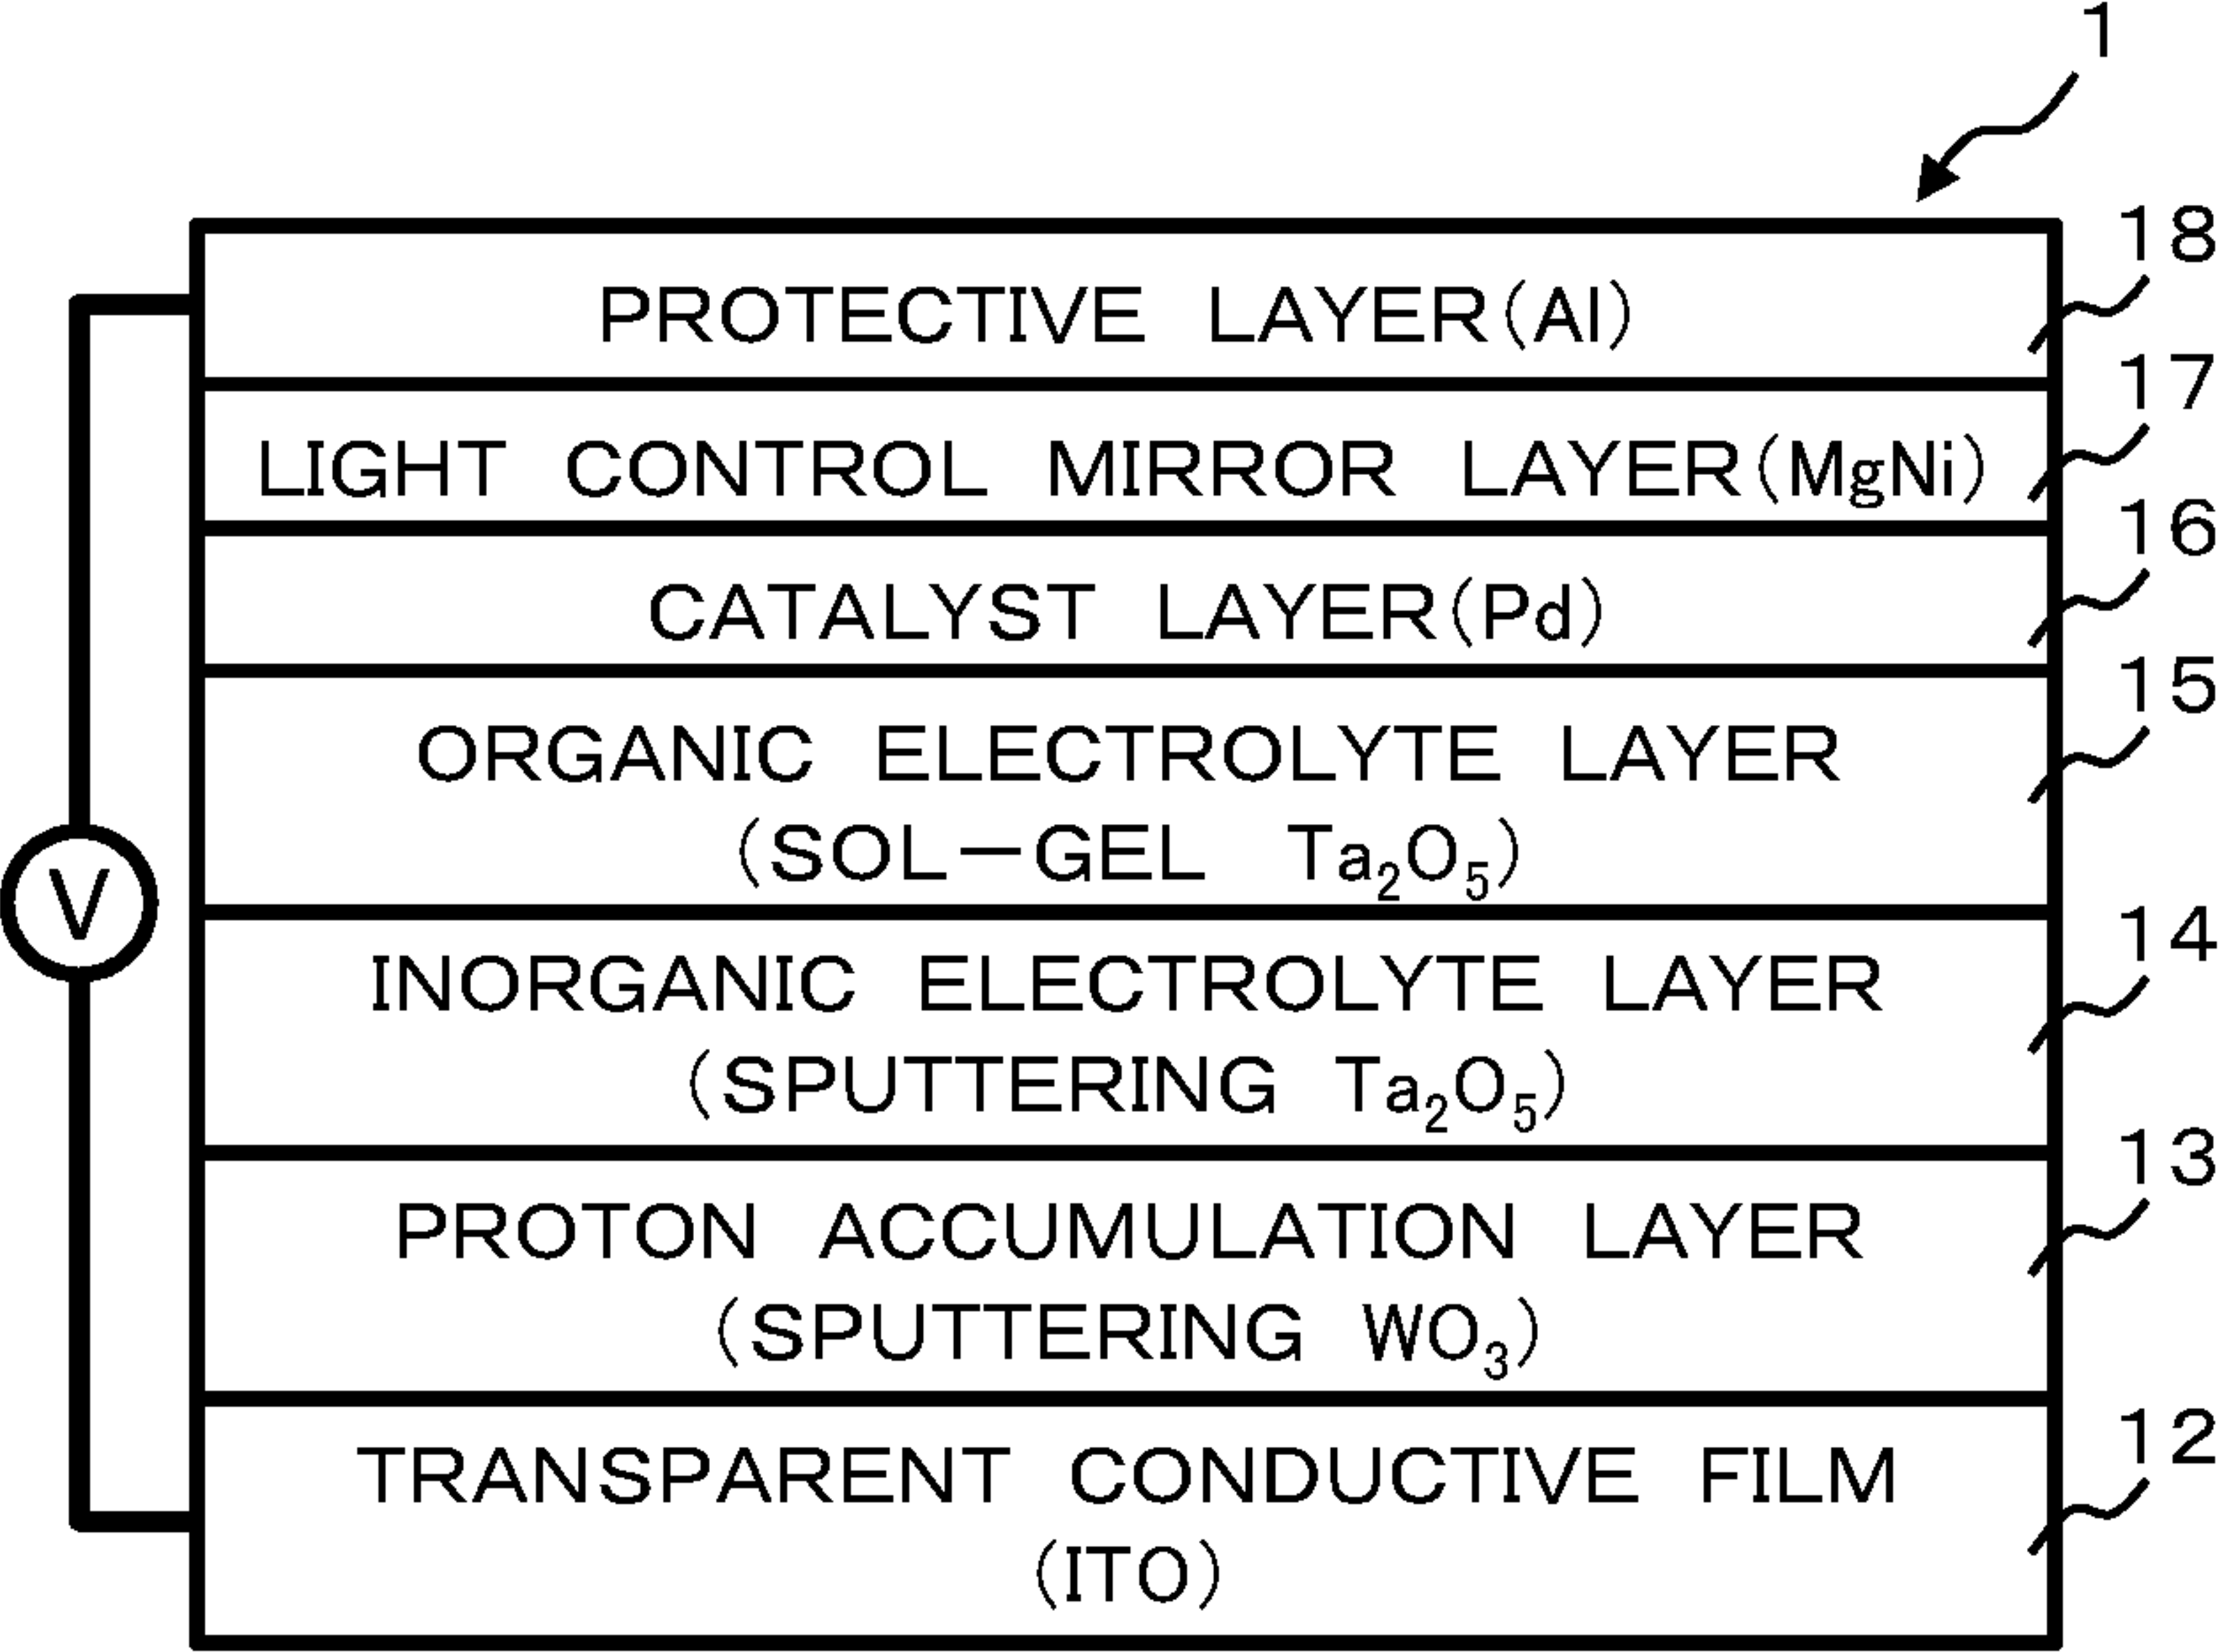 1
PROTECTIVE LAYER(Al)
18
LIGHT CONTROL MIRROR LAYER(MgNi)
17
CATALYST LAYER(Pd)
16
ORGANIC ELECTROLYTE LAYER
(SOL-GEL Ta₂O₅)
15
V
INORGANIC ELECTROLYTE LAYER
(SPUTTERING Ta₂O₅)
14
PROTON ACCUMULATION LAYER
(SPUTTERING WO₃)
13
TRANSPARENT CONDUCTIVE FILM
(ITO)
12